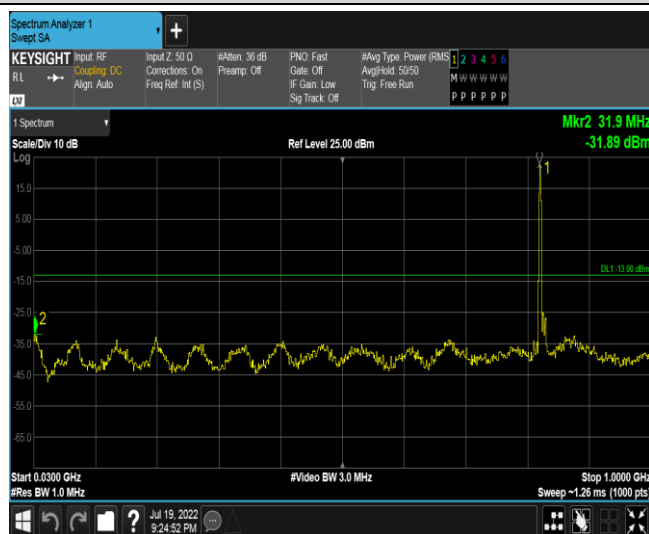 Spectrum Analyzer 1
Swept SA
+
KEYSIGHT Input: RF Input Z: 50 Ω #Atten: 36 dB PNO: Fast #Avg Type: Power (RMS 1 2 3 4 5 6
RL Coupling: DC Corrections: On Preamp: Off Gate: Off Avg|Hold: 50/50 M W W W W W
Align: Auto Freq Ref: Int (S) IF Gain: Low Trig: Free Run
Sig Track: Off P P P P P P
LXI
1 Spectrum Mkr2 31.9 MHz
Scale/Div 10 dB Ref Level 25.00 dBm -31.89 dBm
Log
1
15.0
5.00
-5.00
DL1 -13.00 dBm
-15.0
-25.0
2
-35.0
-45.0
-55.0
-65.0
Start 0.0300 GHz #Video BW 3.0 MHz Stop 1.0000 GHz
#Res BW 1.0 MHz Sweep ~1.26 ms (1000 pts)
? Jul 19, 2022
9:24:52 PM